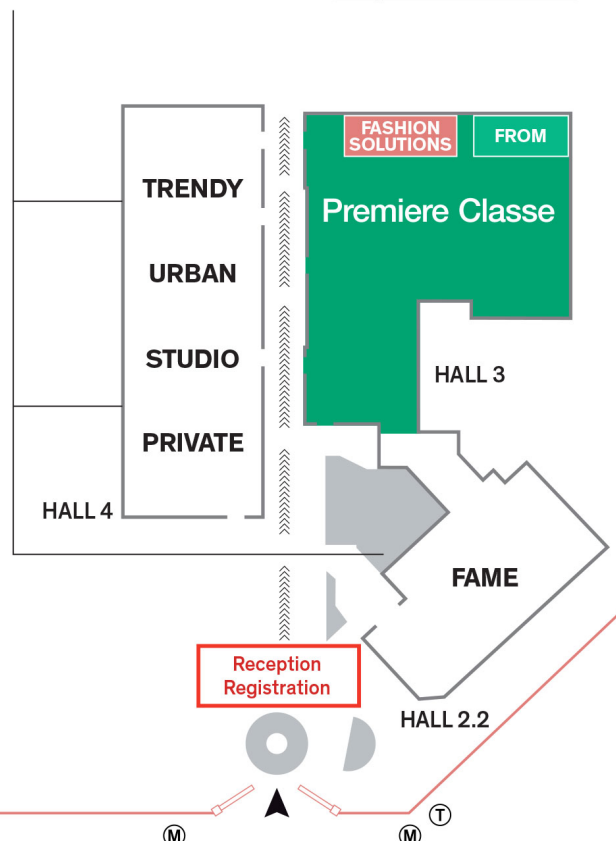 FASHION
SOLUTIONS
FROM
TRENDY
Premiere Classe
URBAN
STUDIO
HALL 3
PRIVATE
HALL 4
FAME
Reception
Registration
HALL 2.2
T
M
M